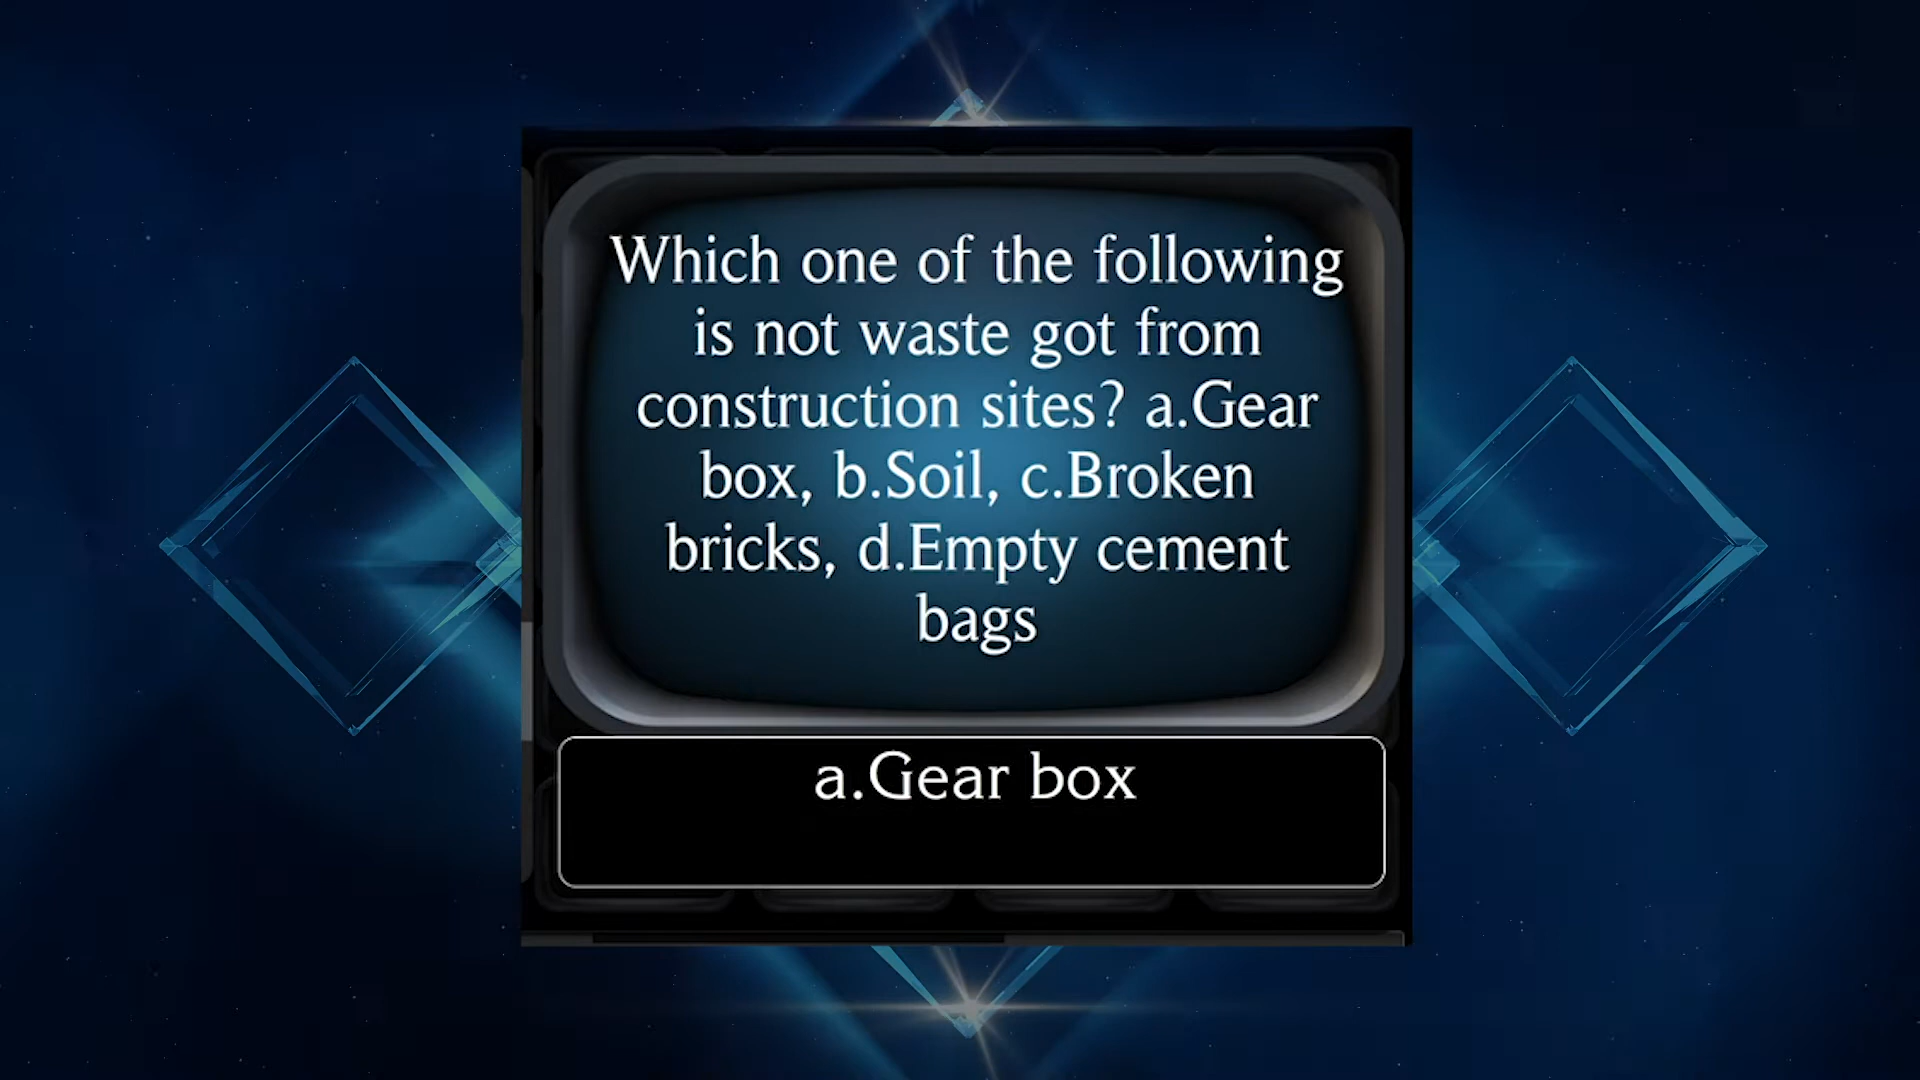 Which one of the following
is not waste got from
construction sites? a.Gear
box, b.Soil, c.Broken
bricks, d.Empty cement
bags
a.Gear box